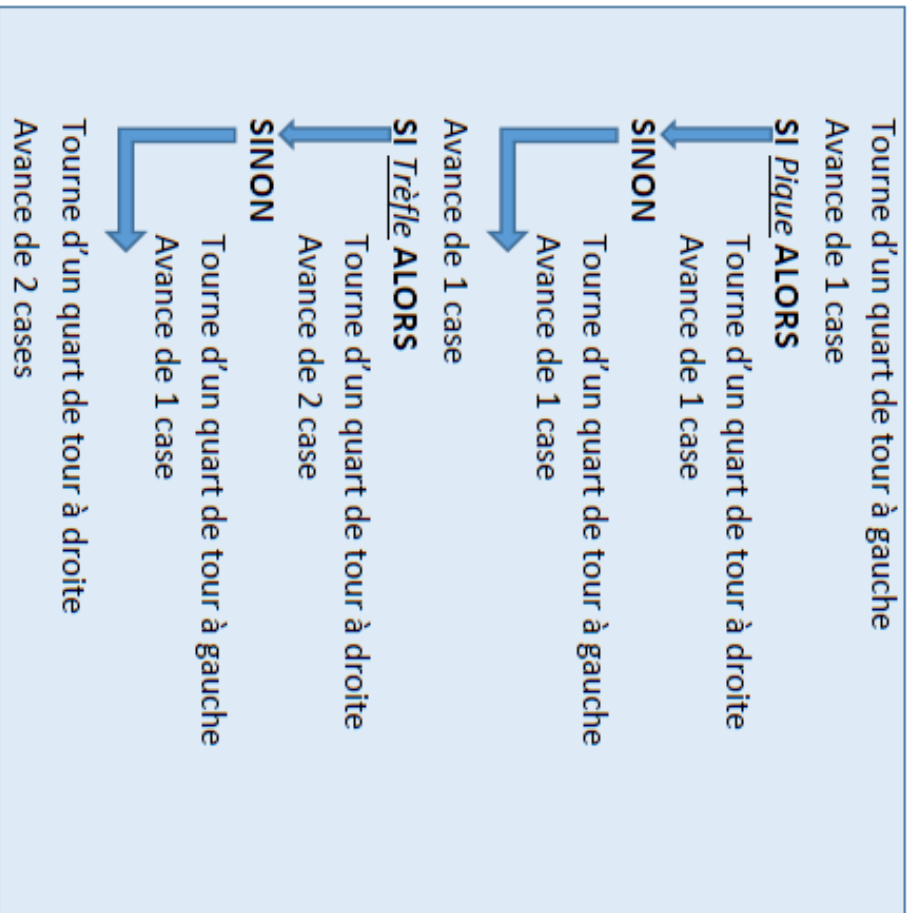 Tourne d'un quart de tour à gauche
Avance de 1 case
SI Pique ALORS
Tourne d'un quart de tour à droite
Avance de 1 case
SINON
Tourne d'un quart de tour à gauche
Avance de 1 case
Avance de 1 case
SI Trèfle ALORS
Tourne d'un quart de tour à droite
Avance de 2 case
SINON
Tourne d'un quart de tour à gauche
Avance de 1 case
Tourne d'un quart de tour à droite
Avance de 2 cases